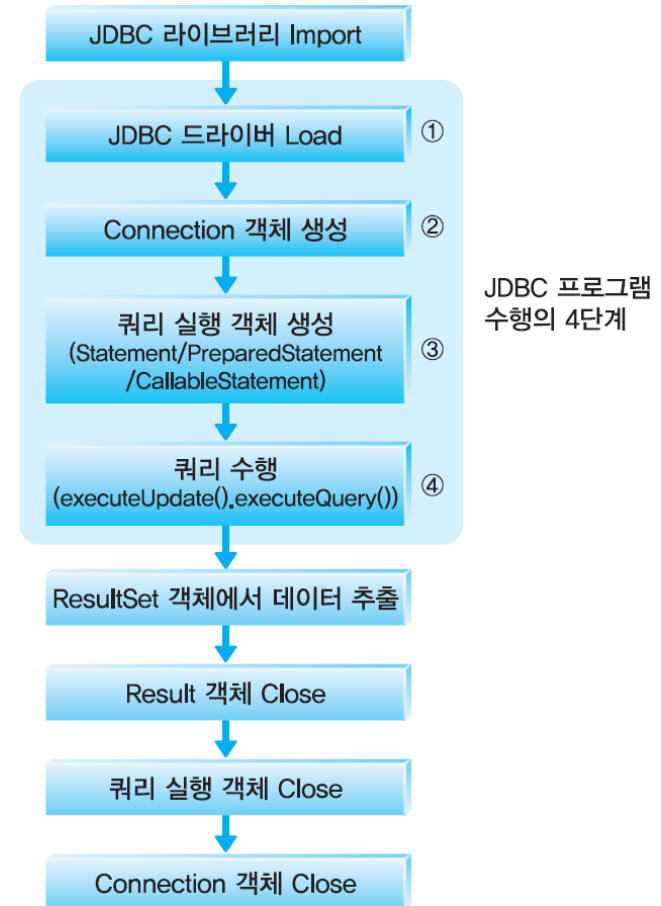 JDBC 라이브러리 Import
JDBC 드라이버 Load
①
Connection 객체 생성
②
쿼리 실행 객체 생성
(Statement/PreparedStatement
/CallableStatement)
③
JDBC 프로그램
수행의 4단계
쿼리 수행
(executeUpdate().executeQuery())
④
ResultSet 객체에서 데이터 추출
Result 객체 Close
쿼리 실행 객체 Close
Connection 객체 Close